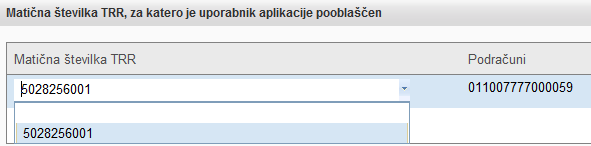 Matična številka TRR, za katero je uporabnik aplikacije pooblaščen
Matična številka TRR Podračuni
5028256001 011007777000059
5028256001